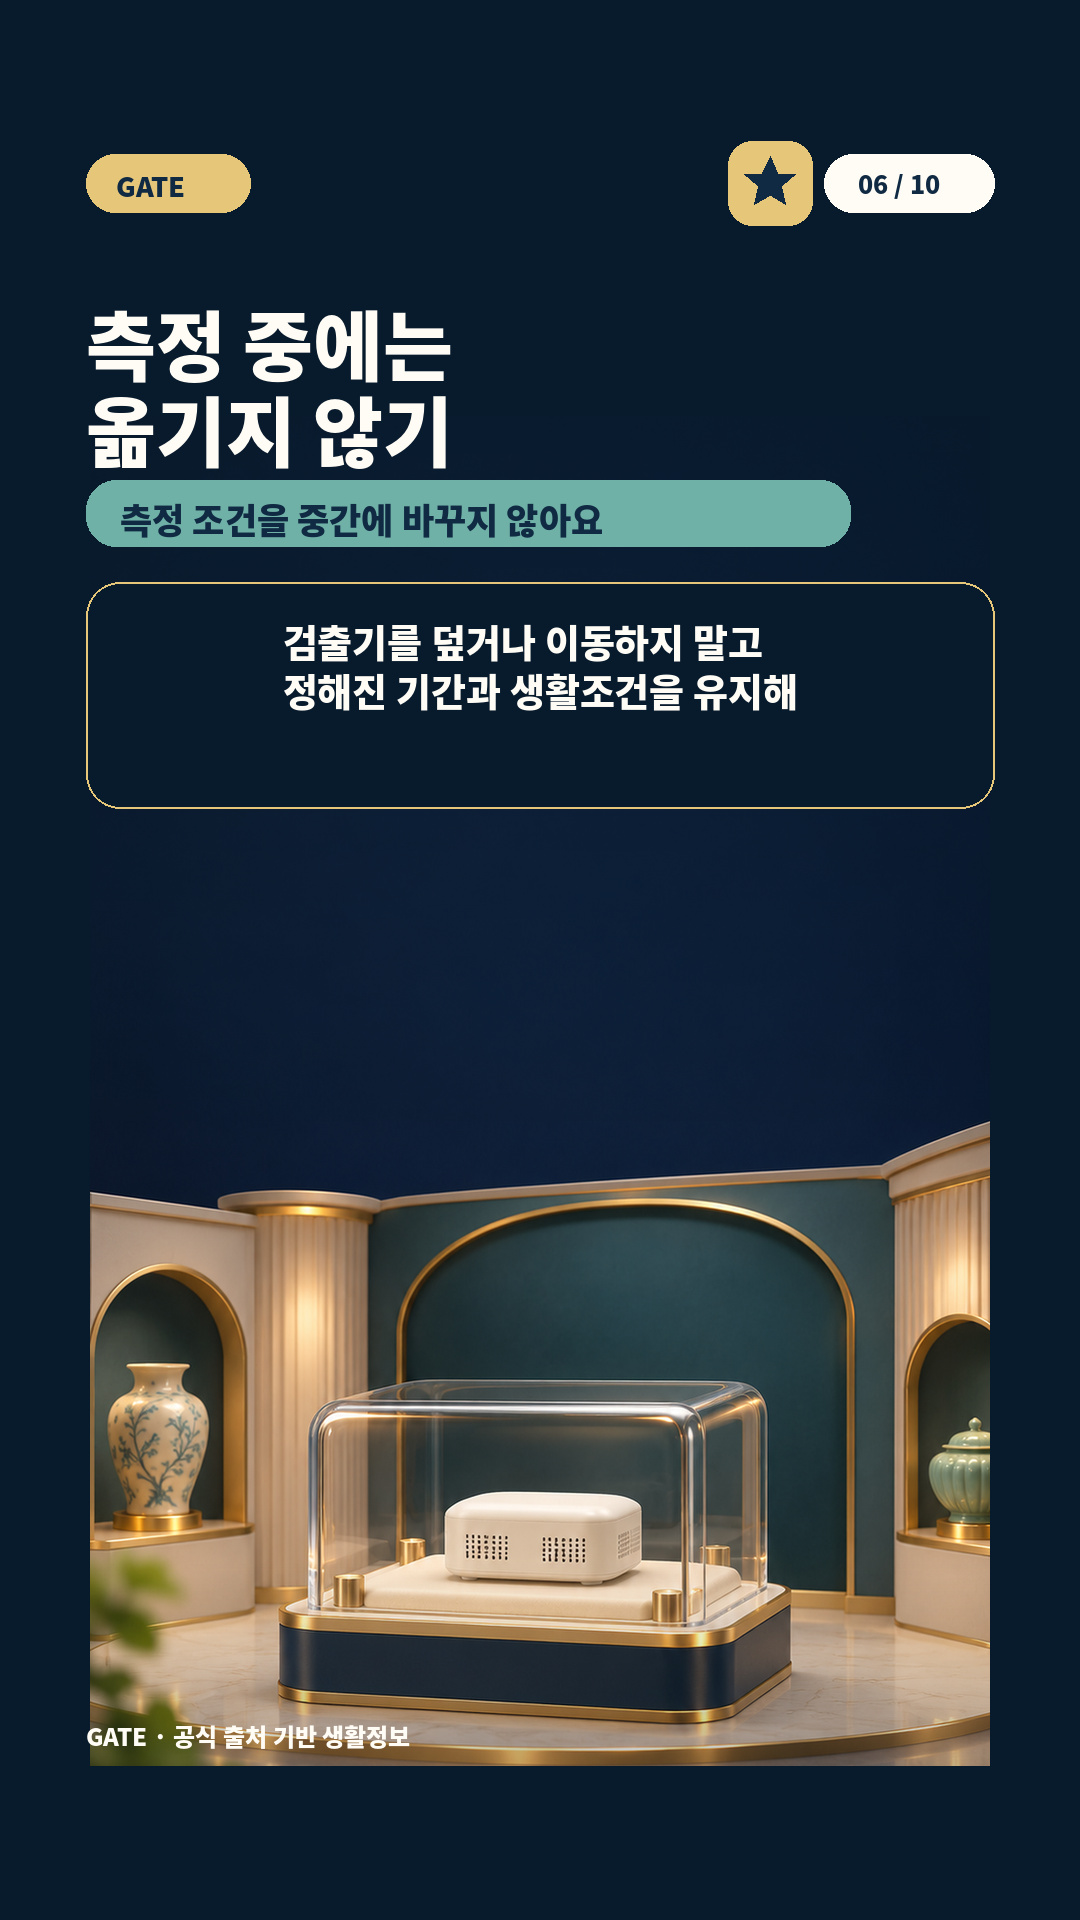 GATE
06 / 10
측정 중에는
옮기지 않기
측정 조건을 중간에 바꾸지 않아요
검출기를 덮거나 이동하지 말고
정해진 기간과 생활조건을 유지해
GATE · 공식 출처 기반 생활정보